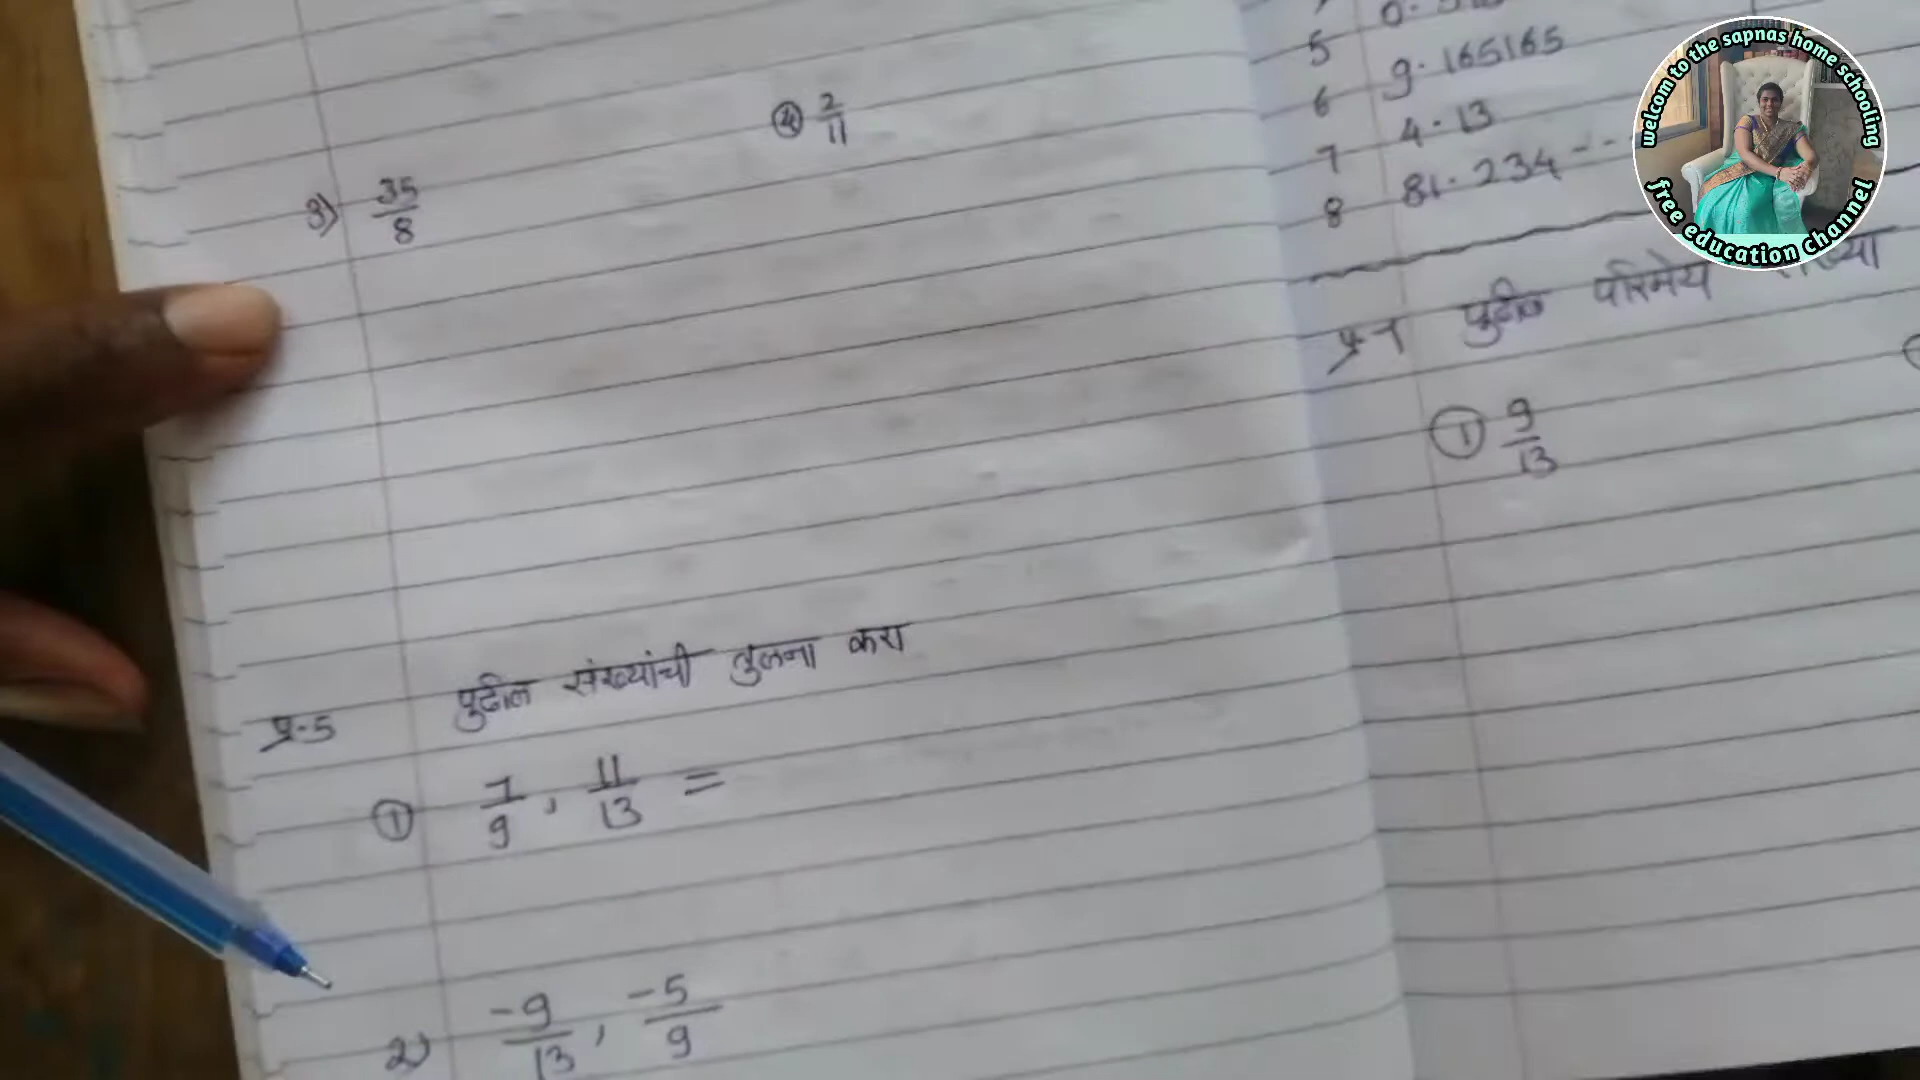 ④ 2/11
3) 35/8
प्र-5 पुढील संख्यांची तुलना करा
① 7/9 , 11/13 =
2) -9/13 , -5/9
5
6 9.165165
7 4.13
8 81.234--
पुढील परिमेय
① 9/13
welcom to the sapnas home schooling
free education channel